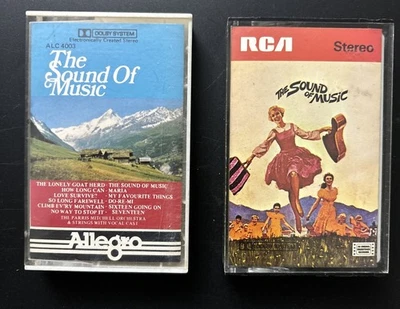 DOLBY SYSTEM
ALC 4003
Electronically Created Stereo
The
Sound Of
Music
THE LONELY GOAT HERD · THE SOUND OF MUSIC
HOW LONG CAN · MARIA
LOVE SURVIVE? · MY FAVOURITE THINGS
SO LONG FAREWELL · DO-RE-MI
CLIMB EV'RY MOUNTAIN · SIXTEEN GOING ON
NO WAY TO STOP IT · SEVENTEEN
THE PARRIS MITCHELL ORCHESTRA
& STRINGS WITH VOCAL CAST
Allegro
RCA
Stereo
THE SOUND
OF MUSIC